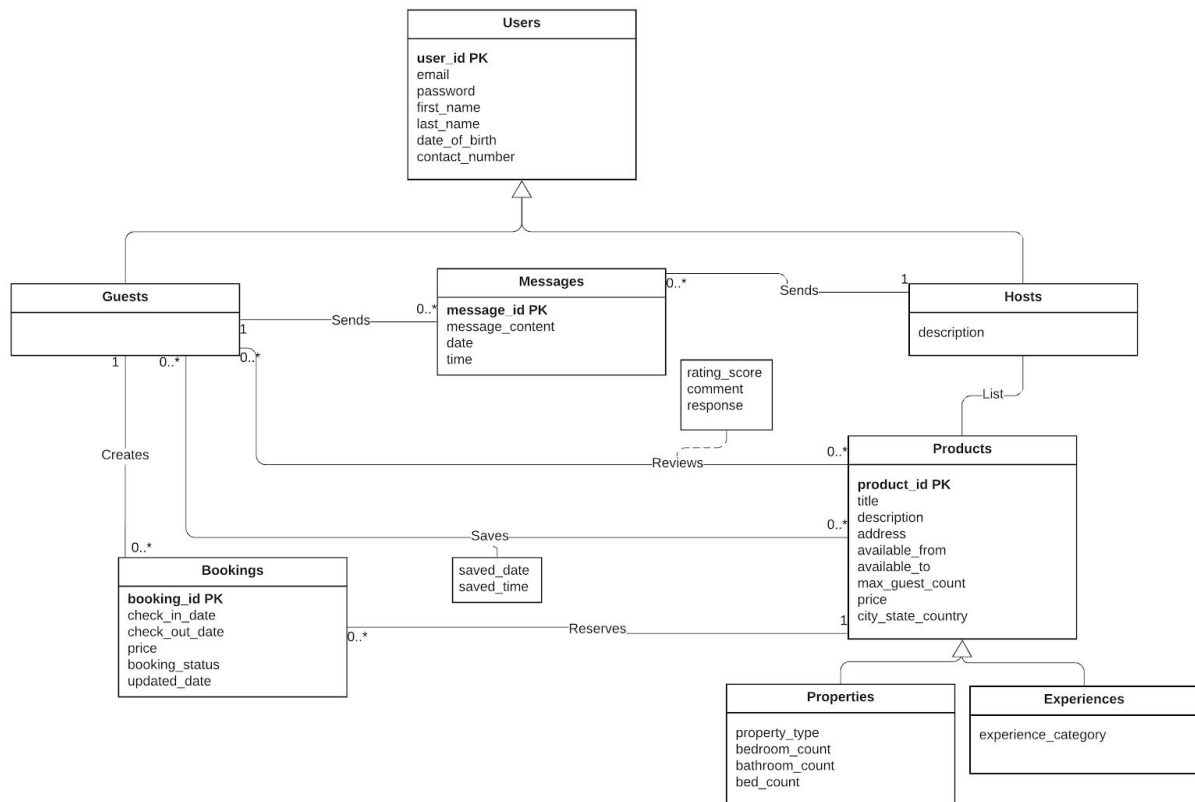 Users
user_id PK
email
password
first_name
last_name
date_of_birth
contact_number
Guests
Messages
message_id PK
message_content
date
time
Hosts
description
Sends
1
0..*
Sends
0..*
1
1
0..*
0..*
rating_score
comment
response
List
Creates
Reviews
0..*
Products
product_id PK
title
description
address
available_from
available_to
max_guest_count
price
city_state_country
Saves
0..*
saved_date
saved_time
0..*
Bookings
booking_id PK
check_in_date
check_out_date
price
booking_status
updated_date
0..*
Reserves
1
Properties
property_type
bedroom_count
bathroom_count
bed_count
Experiences
experience_category